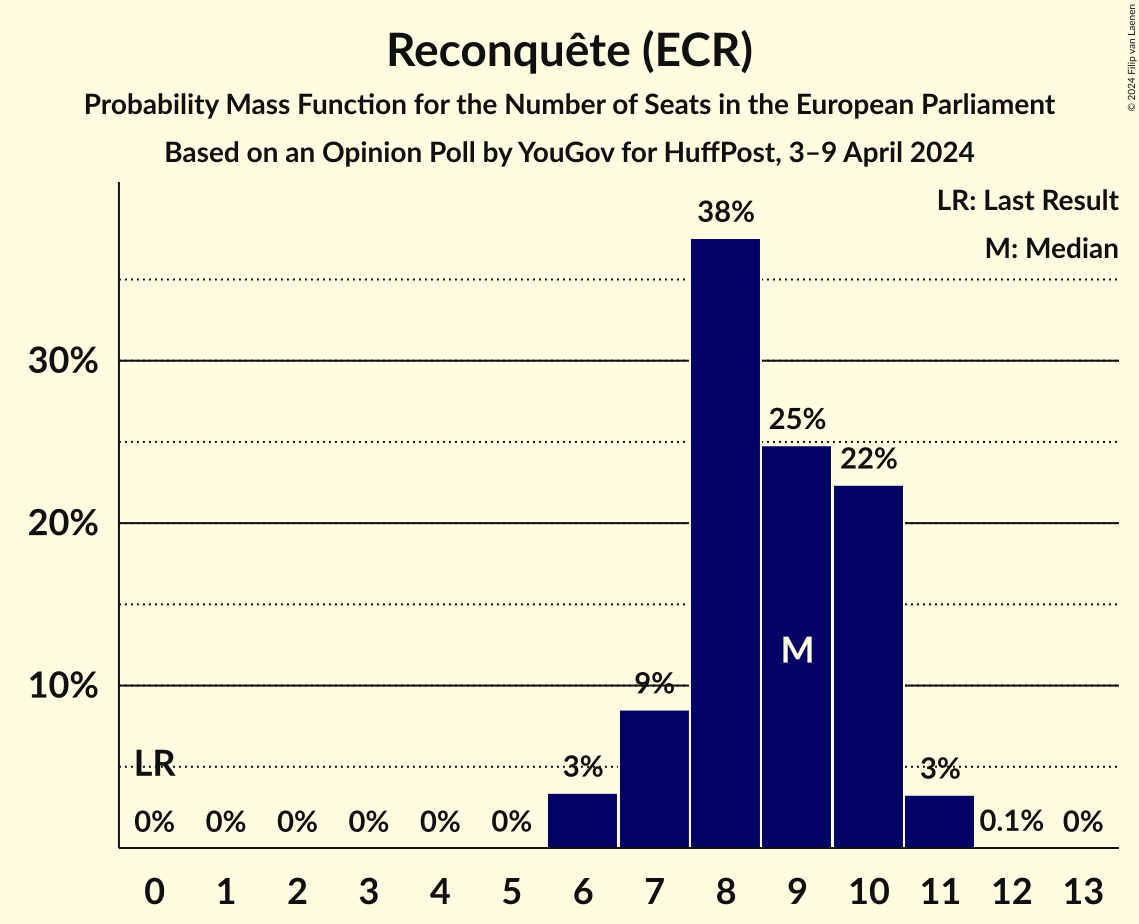 Reconquête (ECR)
Probability Mass Function for the Number of Seats in the European Parliament
Based on an Opinion Poll by YouGov for HuffPost, 3–9 April 2024
© 2024 Filip van Laenen
LR: Last Result
M: Median
38%
30%
25%
22%
20%
M
10%
9%
LR
3%
3%
0% 0% 0% 0% 0% 0% 0.1% 0%
0 1 2 3 4 5 6 7 8 9 10 11 12 13